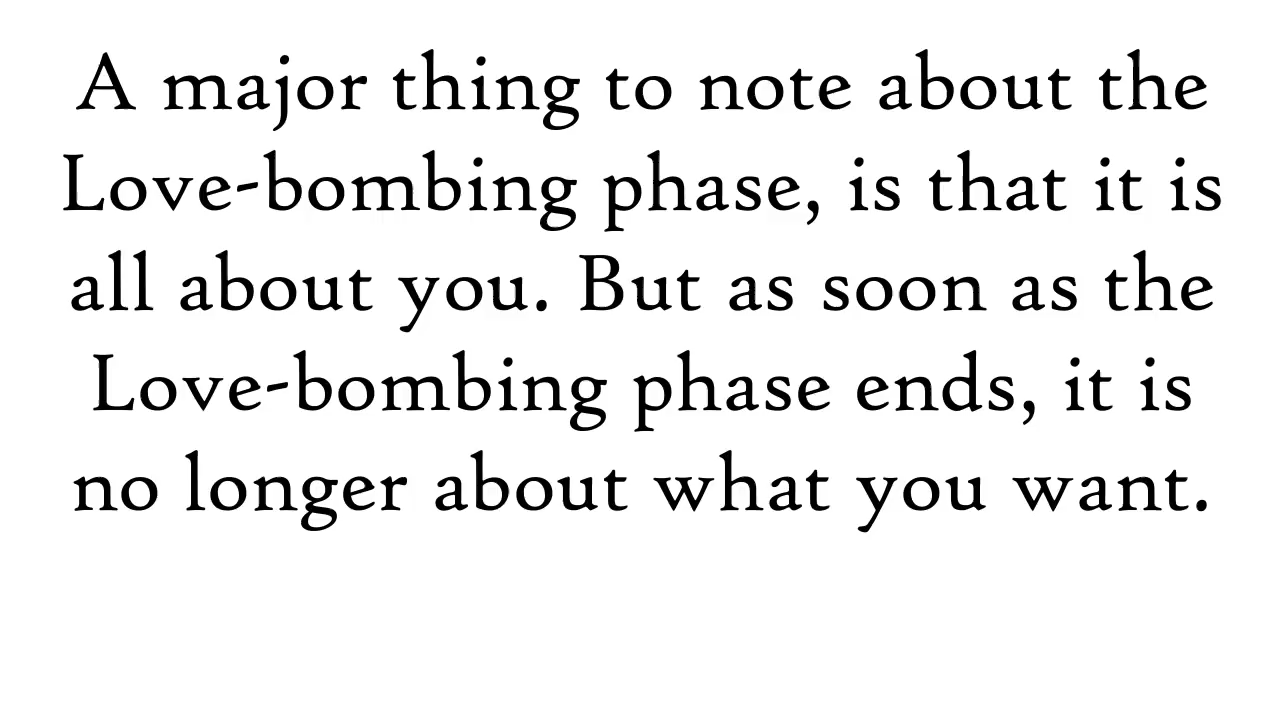 A major thing to note about the
Love-bombing phase, is that it is
all about you. But as soon as the
Love-bombing phase ends, it is
no longer about what you want.